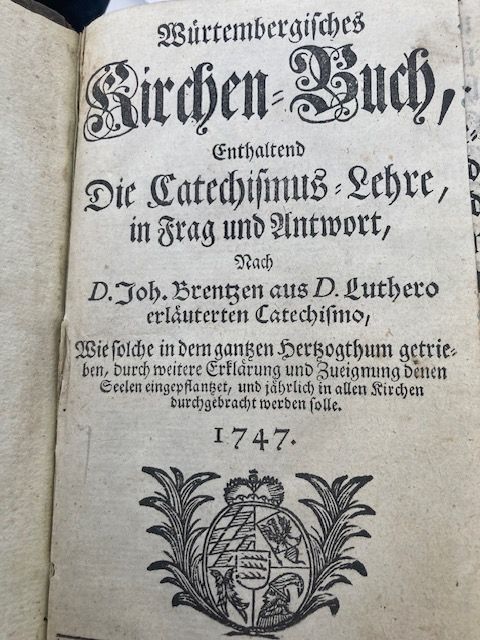 Würtembergisches
Kirchen-Buch,
Enthaltend
Die Catechismus-Lehre,
in Frag und Antwort,
Nach
D. Joh. Brentzen aus D. Luthero
erläuterten Catechismo,
Wie solche in dem gantzen Hertzogthum getrie-
ben, durch weitere Erklärung und Zueignung denen
Seelen eingepflantzet, und jährlich in allen Kirchen
durchgebracht werden solle.
1747.